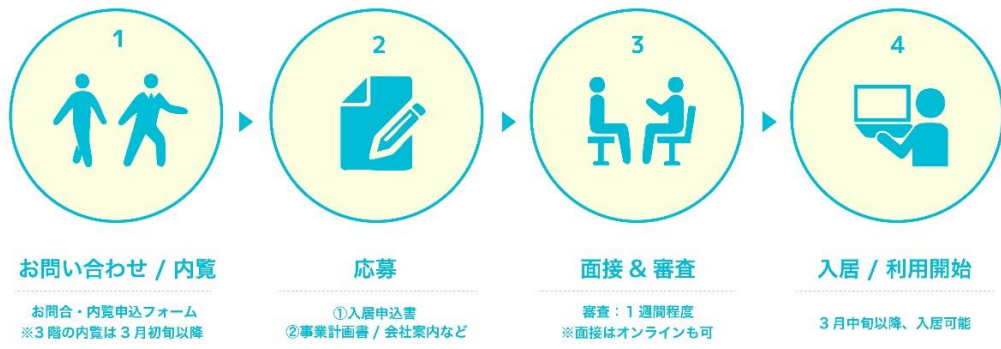 1
お問い合わせ / 内覧
お問合・内覧申込フォーム
※3階の内覧は3月初旬以降
2
応募
①入居申込書
②事業計画書 / 会社案内など
3
面接 & 審査
審査：1週間程度
※面接はオンラインも可
4
入居 / 利用開始
3月中旬以降、入居可能